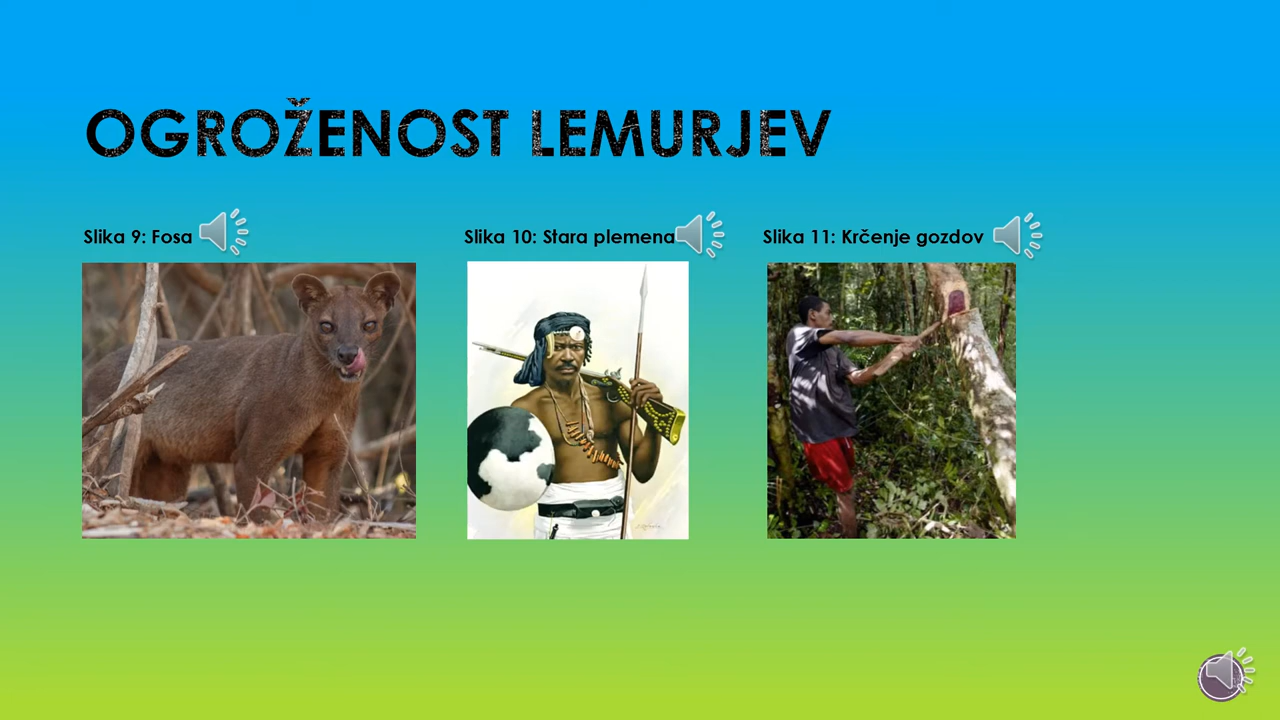 OGROŽENOST LEMURJEV
Slika 9: Fosa
Slika 10: Stara plemena
Slika 11: Krčenje gozdov